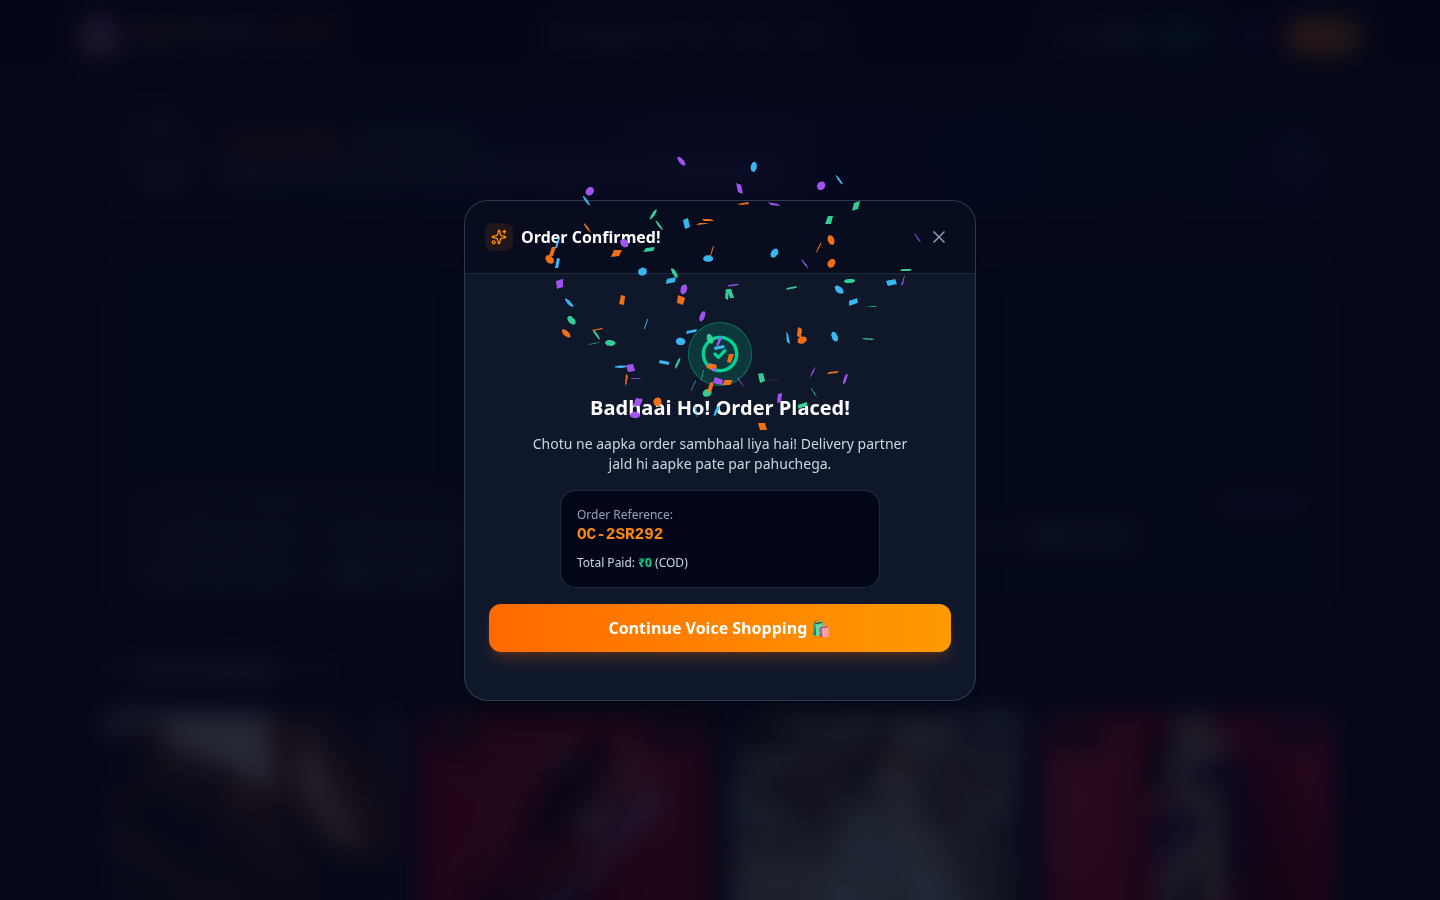 Order Confirmed!
Badhaai Ho! Order Placed!
Chotu ne aapka order sambhaal liya hai! Delivery partner
jald hi aapke pate par pahuchega.
Order Reference:
OC-2SR292
Total Paid: ₹0 (COD)
Continue Voice Shopping 🛍️